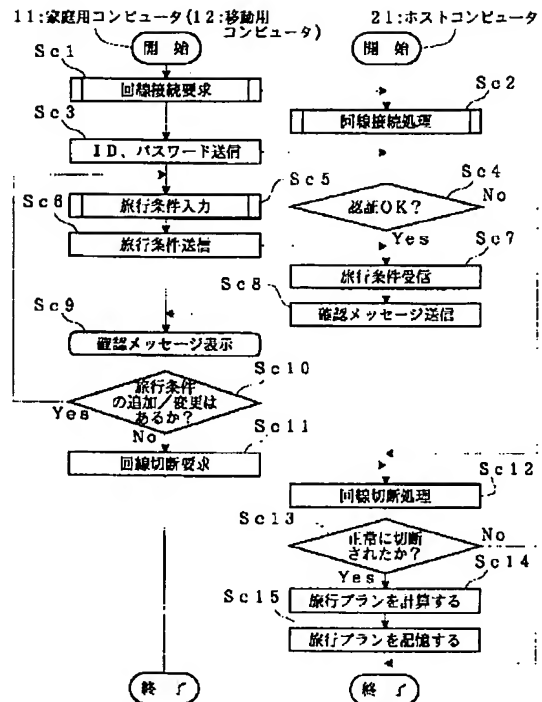 11:家庭用コンピュータ(12:移動用
コンピュータ)
21:ホストコンピュータ
開 始
開 始
Sc1
回線接続要求
Sc2
回線接続処理
Sc3
ID、パスワード送信
Sc4
認証OK?
No
Yes
Sc5
旅行条件入力
Sc6
旅行条件送信
Sc7
旅行条件受信
Sc8
確認メッセージ送信
Sc9
確認メッセージ表示
Sc10
旅行条件
の追加/変更は
あるか?
Yes
No
Sc11
回線切断要求
Sc12
回線切断処理
Sc13
正常に切断
されたか?
No
Yes
Sc14
旅行プランを計算する
Sc15
旅行プランを記憶する
終 了
終 了